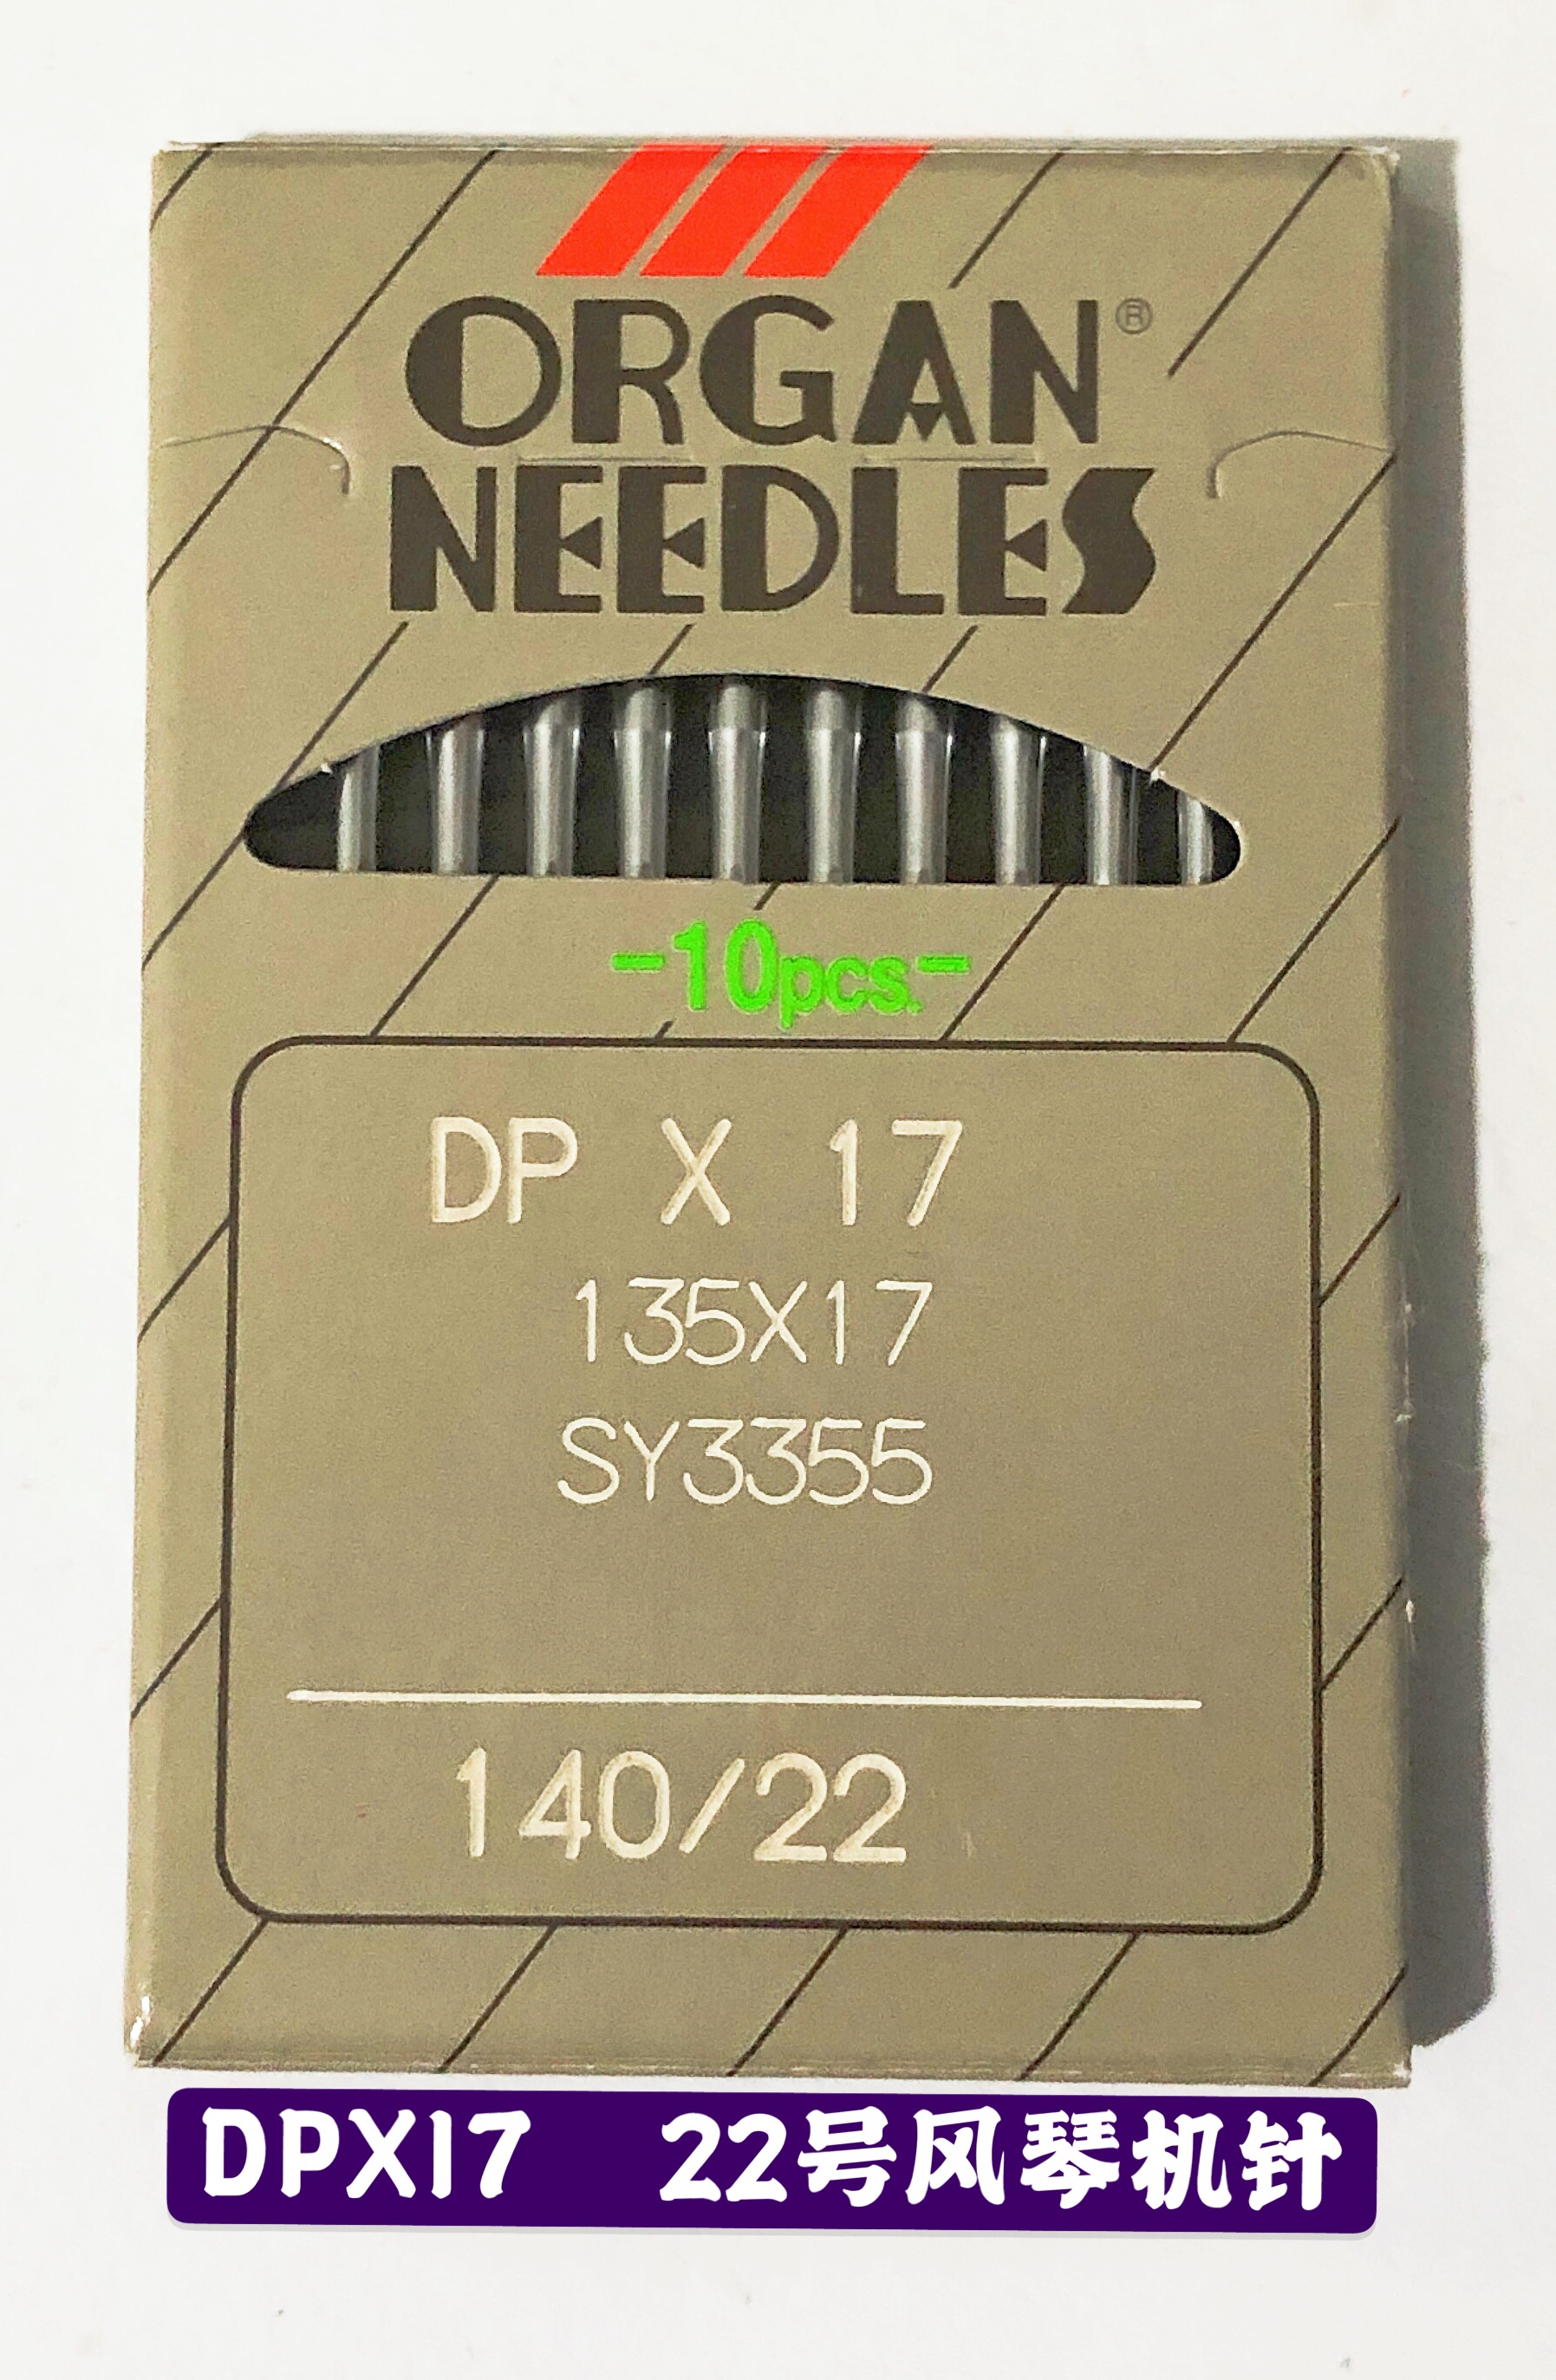 ORGAN®
NEEDLES
-10pcs.-
DP X 17
135X17
SY3355
140/22
DPX17 22号风琴机针